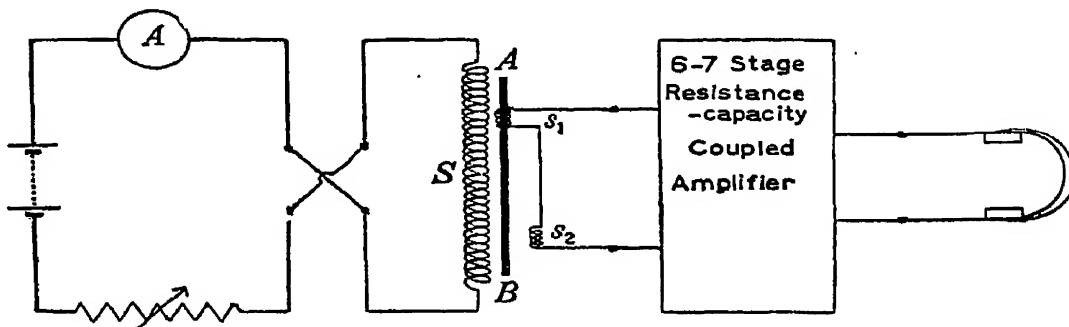 A
S
A
B
s1
s2
6-7 Stage
Resistance
-capacity
Coupled
Amplifier